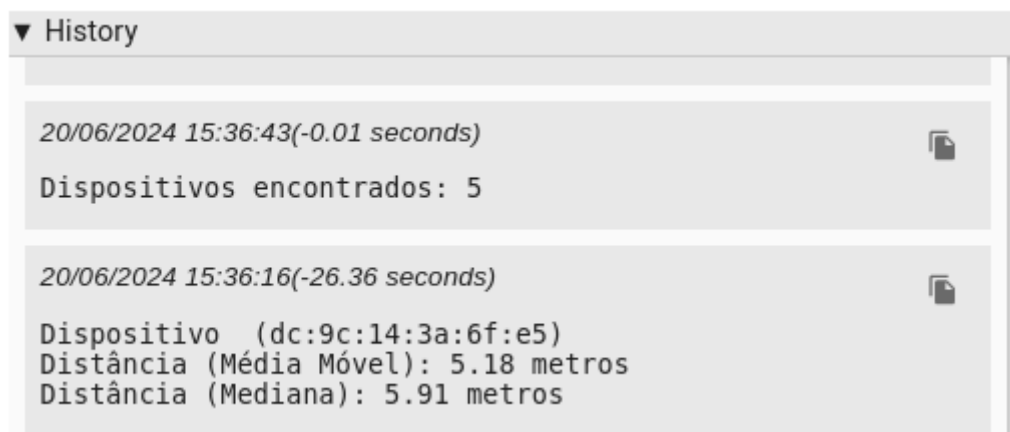 ▼ History
20/06/2024 15:36:43(-0.01 seconds)
Dispositivos encontrados: 5
20/06/2024 15:36:16(-26.36 seconds)
Dispositivo  (dc:9c:14:3a:6f:e5)
Distância (Média Móvel): 5.18 metros
Distância (Mediana): 5.91 metros